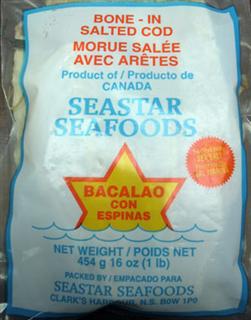 BONE - IN
SALTED COD
MORUE SALÉE
AVEC ARÊTES
Product of / Producto de
CANADA
SEASTAR
SEAFOODS
BACALAO
CON
ESPINAS
NET WEIGHT / POIDS NET
454 g 16 oz (1 lb)
PACKED BY / EMPACADO PARA
SEASTAR SEAFOODS
CLARK'S HARBOUR, N.S. B0W 1P0